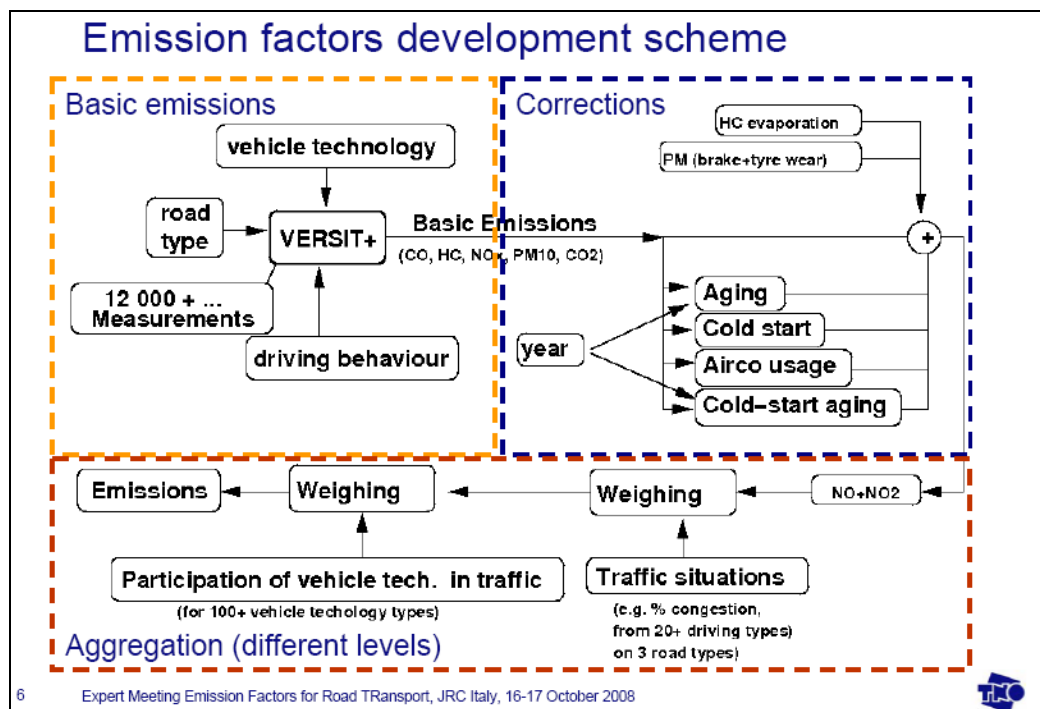 Emission factors development scheme
Basic emissions
vehicle technology
road
type
VERSIT+
12 000 + ...
Measurements
driving behaviour
Basic Emissions
(CO, HC, NOx, PM10, CO2)
Corrections
HC evaporation
PM (brake+tyre wear)
+
year
Aging
Cold start
Airco usage
Cold-start aging
Emissions
Weighing
Weighing
NO+NO2
Participation of vehicle tech. in traffic
(for 100+ vehicle techology types)
Traffic situations
(e.g. % congestion,
from 20+ driving types)
on 3 road types)
Aggregation (different levels)
6 Expert Meeting Emission Factors for Road TRansport, JRC Italy, 16-17 October 2008
TNO